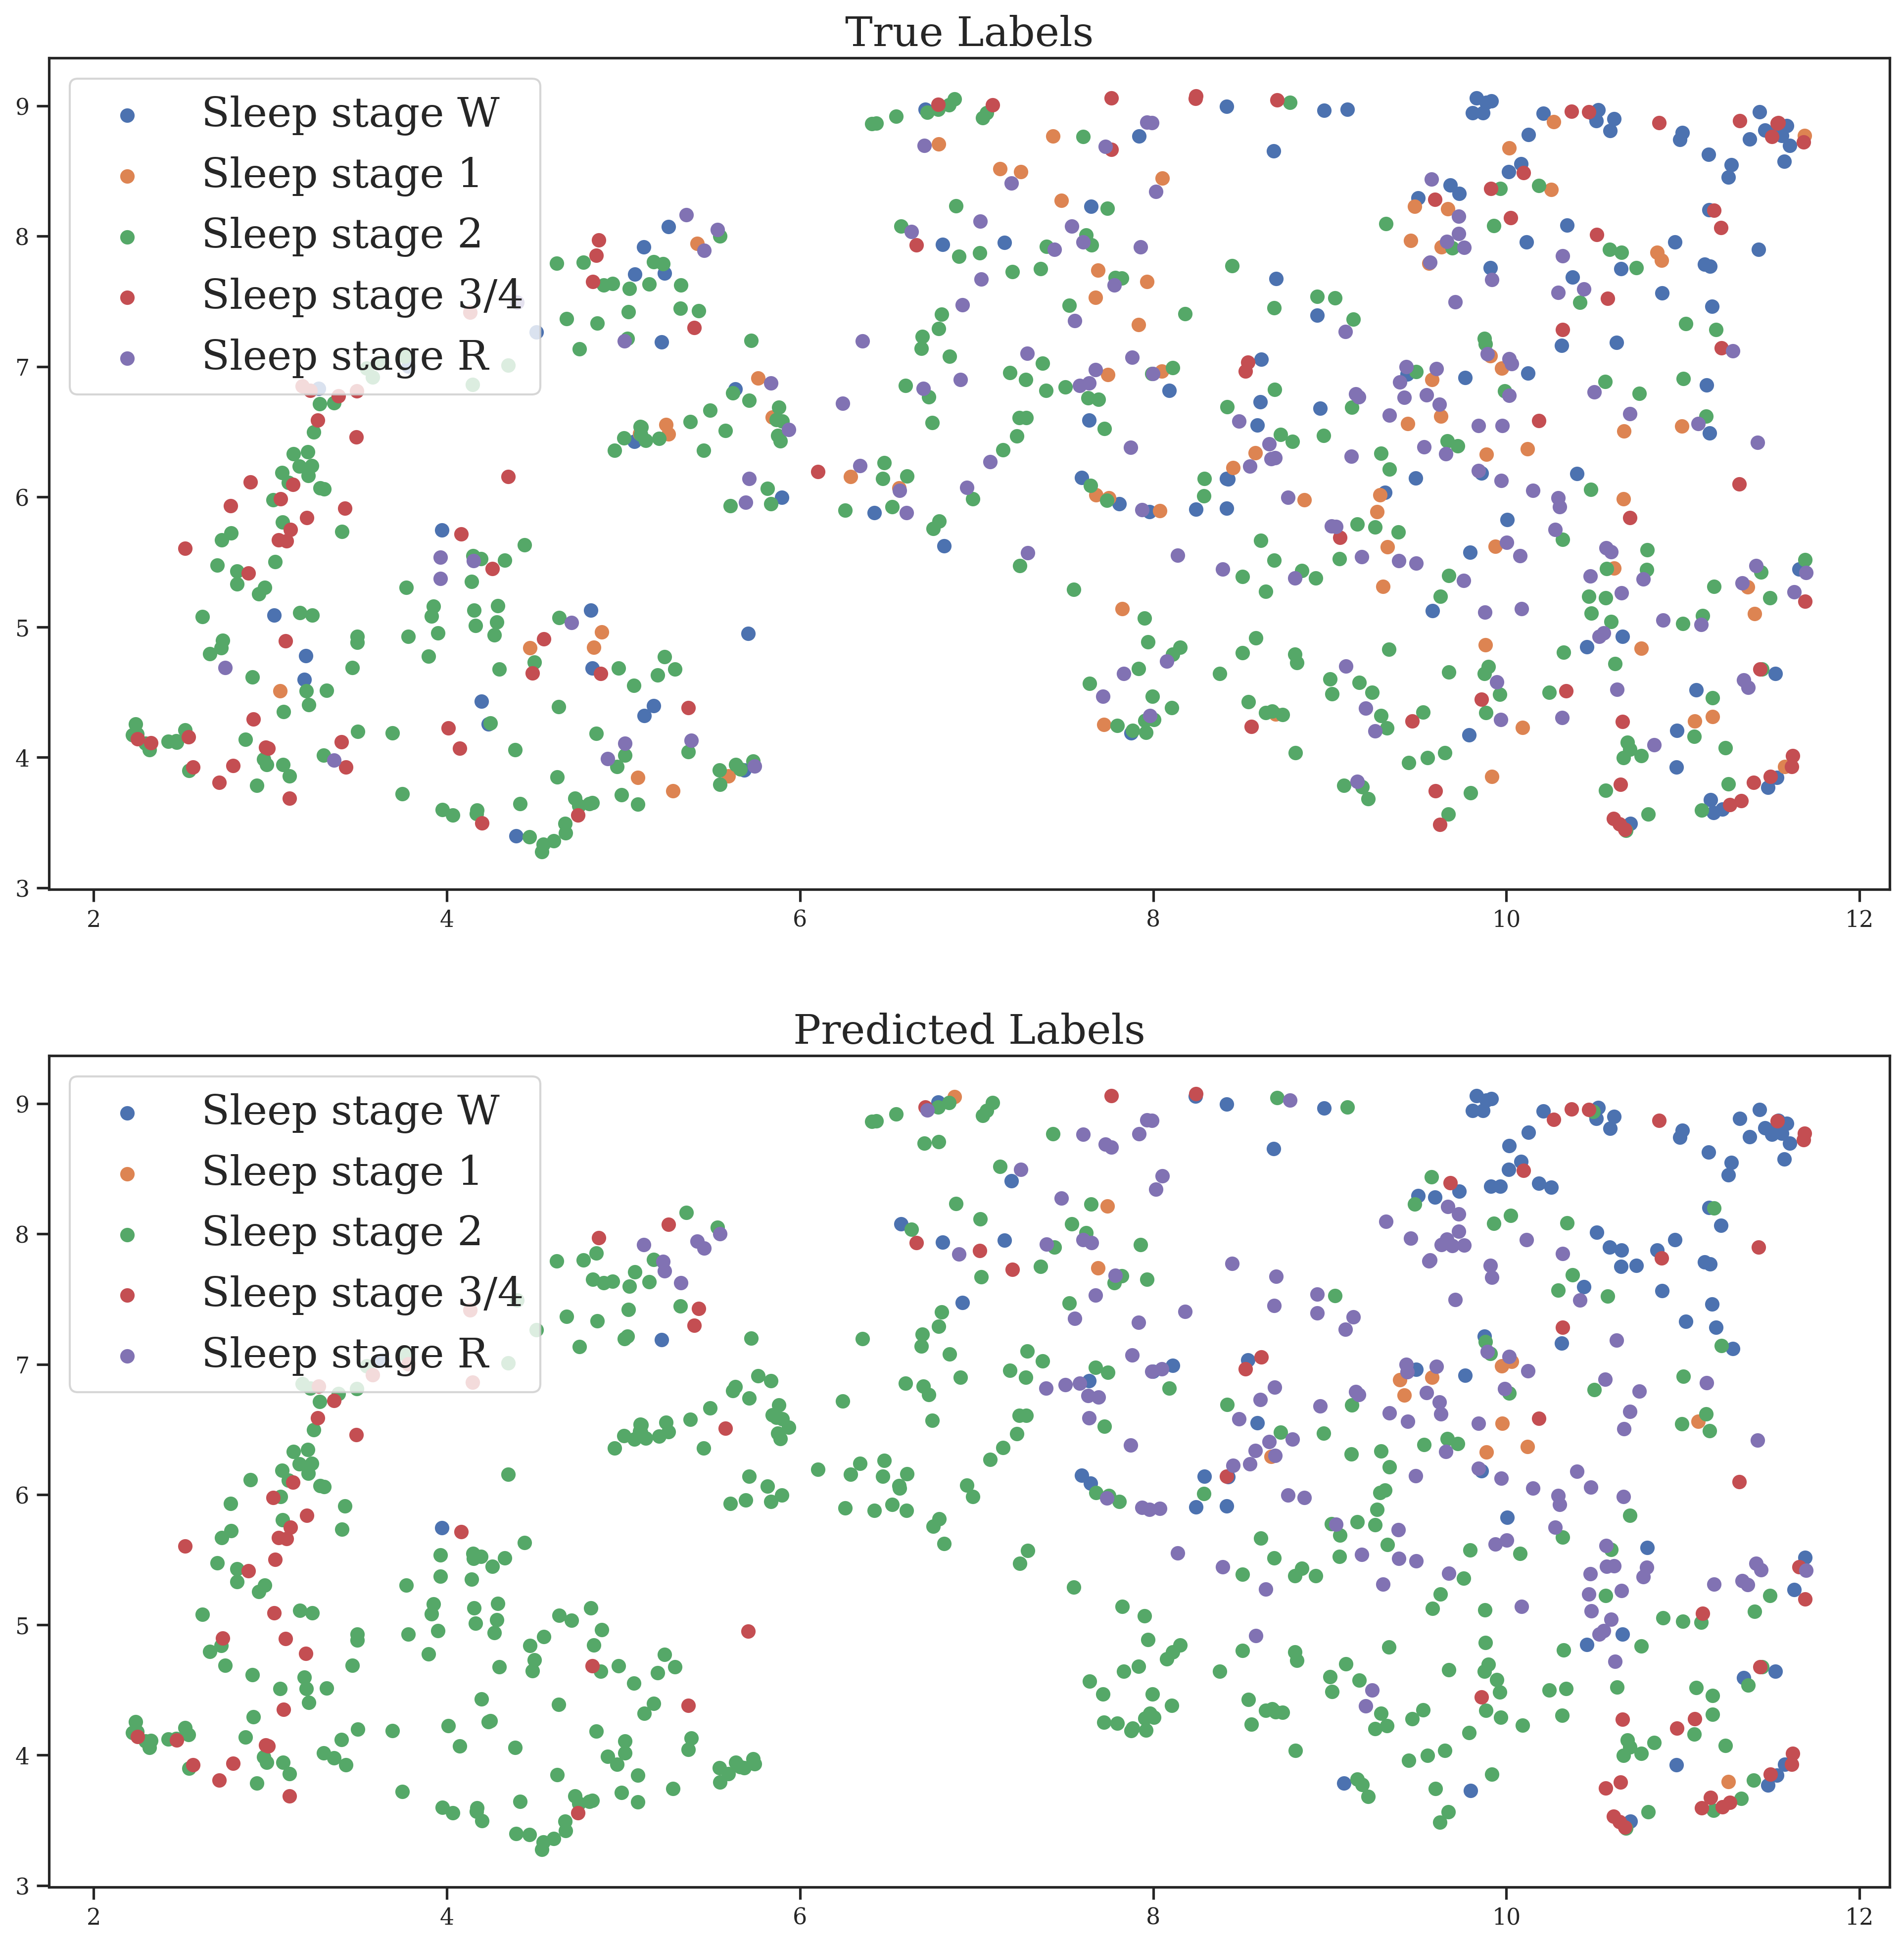 True Labels
Sleep stage W
Sleep stage 1
Sleep stage 2
Sleep stage 3/4
Sleep stage R
9
8
7
6
5
4
3
2 4 6 8 10 12
Predicted Labels
Sleep stage W
Sleep stage 1
Sleep stage 2
Sleep stage 3/4
Sleep stage R
9
8
7
6
5
4
3
2 4 6 8 10 12